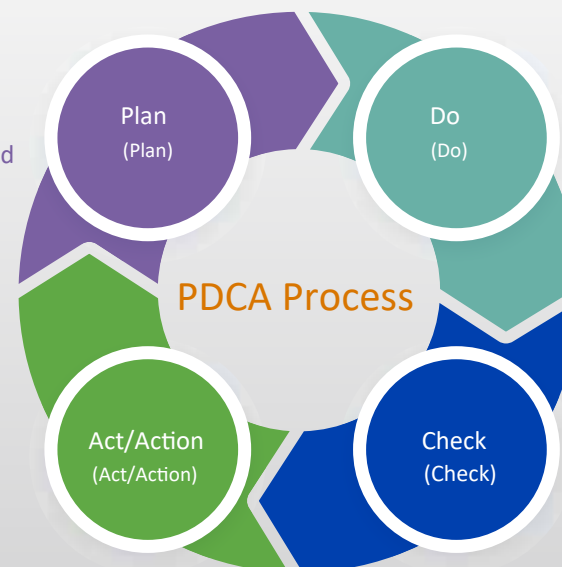 Plan
(Plan)
Do
(Do)
d
PDCA Process
Act/Action
(Act/Action)
Check
(Check)